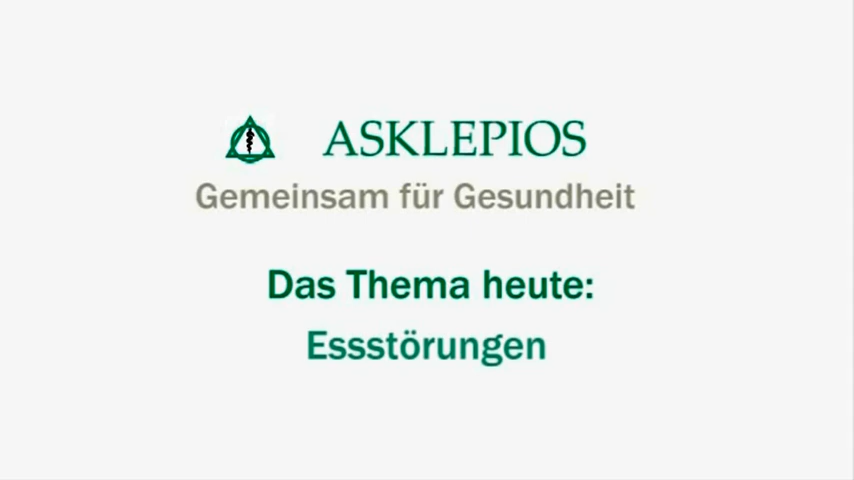 ASKLEPIOS
Gemeinsam für Gesundheit
Das Thema heute:
Essstörungen